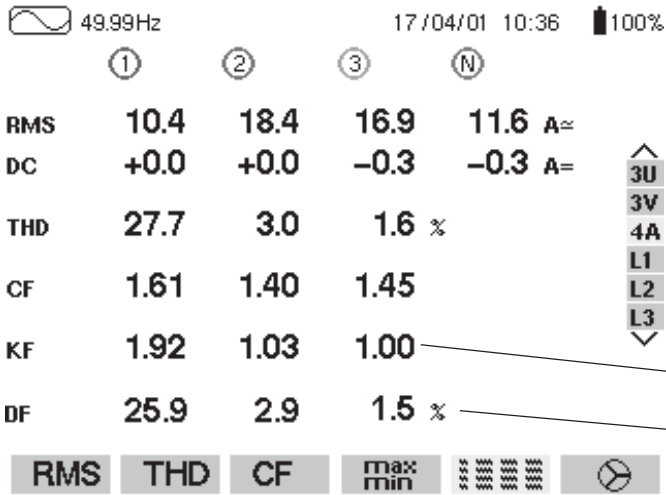 49.99Hz 17/04/01 10:36 100%
1 2 3 N
RMS 10.4 18.4 16.9 11.6 A≃
DC +0.0 +0.0 −0.3 −0.3 A=
THD 27.7 3.0 1.6 %
CF 1.61 1.40 1.45
KF 1.92 1.03 1.00
DF 25.9 2.9 1.5 %
3U
3V
4A
L1
L2
L3
RMS THD CF max min